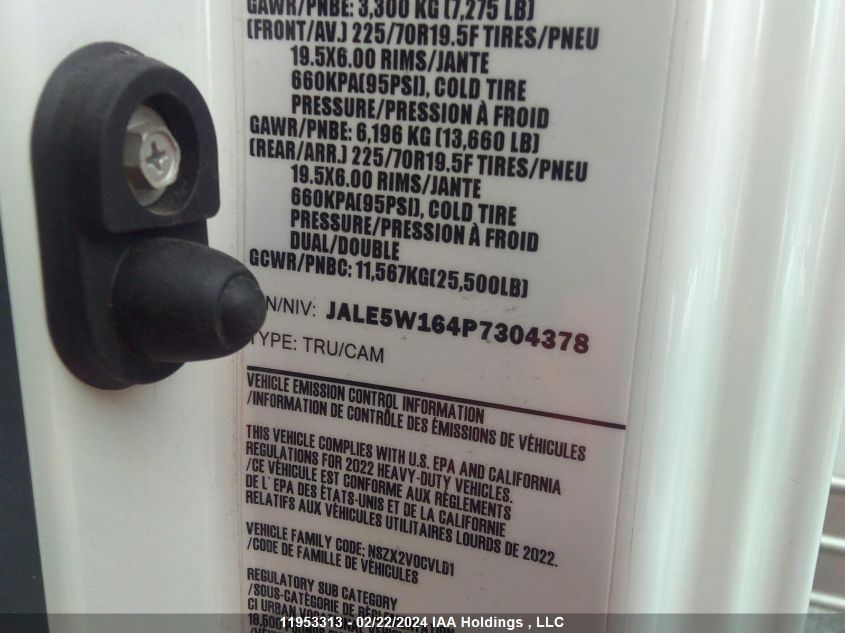 GAWR/PNBE: 3,300 KG (7,275 LB)
(FRONT/AV.) 225/70R19.5F TIRES/PNEU
19.5X6.00 RIMS/JANTE
660KPA(95PSI), COLD TIRE
PRESSURE/PRESSION À FROID
GAWR/PNBE: 6,196 KG (13,660 LB)
(REAR/ARR.) 225/70R19.5F TIRES/PNEU
19.5X6.00 RIMS/JANTE
660KPA(95PSI), COLD TIRE
PRESSURE/PRESSION À FROID
DUAL/DOUBLE
GCWR/PNBC: 11,567KG(25,500LB)
/NIV: JALE5W164P7304378
TYPE: TRU/CAM
VEHICLE EMISSION CONTROL INFORMATION
/INFORMATION DE CONTRÔLE DES ÉMISSIONS DE VÉHICULES
THIS VEHICLE COMPLIES WITH U.S. EPA AND CALIFORNIA
REGULATIONS FOR 2022 HEAVY-DUTY VEHICLES.
/CE VÉHICULE EST CONFORME AUX RÈGLEMENTS
DE L' EPA DES ÉTATS-UNIS ET DE LA CALIFORNIE
RELATIFS AUX VÉHICULES UTILITAIRES LOURDS DE 2022.
VEHICLE FAMILY CODE: NSZX2VOCVLD1
/CODE DE FAMILLE DE VÉHICULES
REGULATORY SUB CATEGORY
/SOUS-CATÉGORIE DE
CI URBAN
11953313 - 02/22/2024 IAA Holdings , LLC